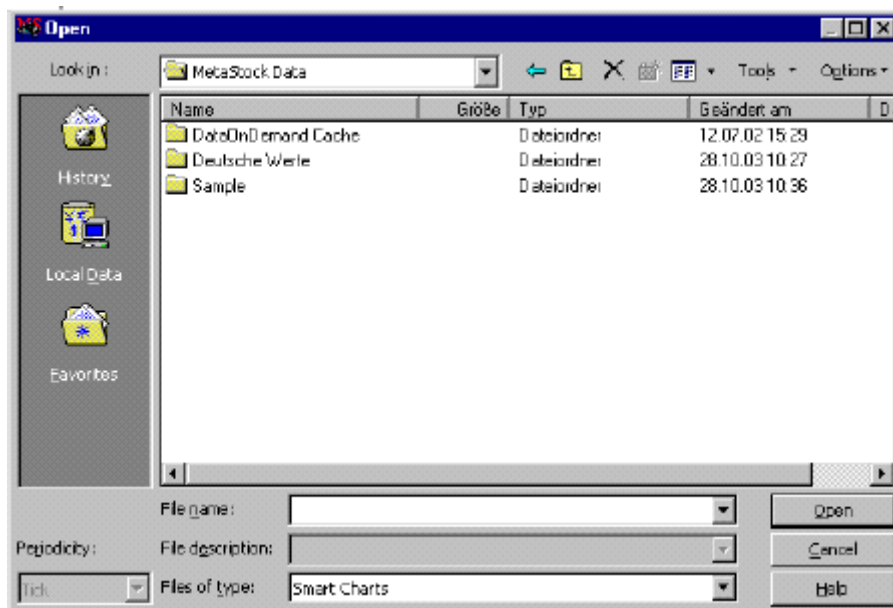 Open
Look in :
MetaStock Data
Tools
Options
Name Größe Typ Geändert am D
DataOnDemand Cache Dateiordner 12.07.02 15:29
Deutsche Werte Dateiordner 28.10.03 10:27
Sample Dateiordner 28.10.03 10:36
History
Local Data
Favorites
File name:
Open
Periodicity:
File description:
Cancel
Tick
Files of type:
Smart Charts
Help